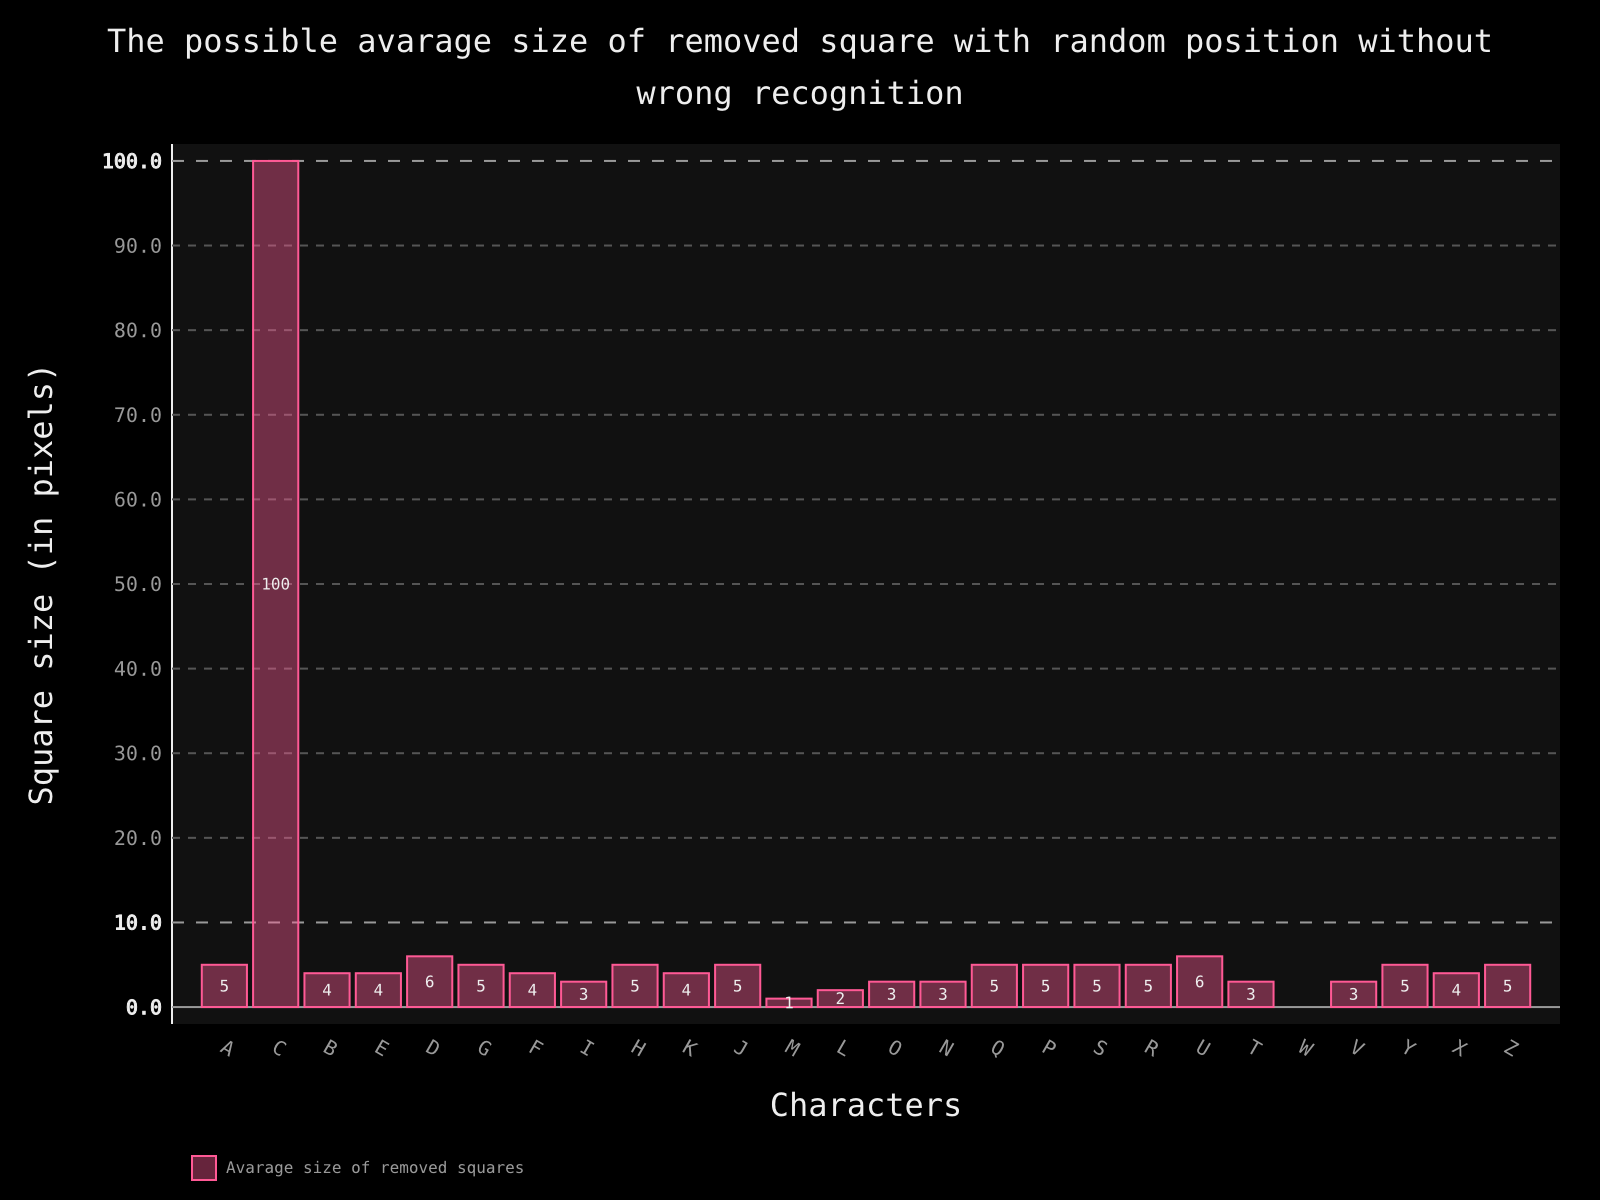 The possible avarage size of removed square with random position without
wrong recognition
Square size (in pixels)
100.0
90.0
80.0
70.0
60.0
50.0
40.0
30.0
20.0
10.0
0.0
5
100
4
4
6
5
4
3
5
4
5
1
2
3
3
5
5
5
5
6
3
3
5
4
5
A
C
B
E
D
G
F
I
H
K
J
M
L
O
N
Q
P
S
R
U
T
W
V
Y
X
Z
Characters
Avarage size of removed squares